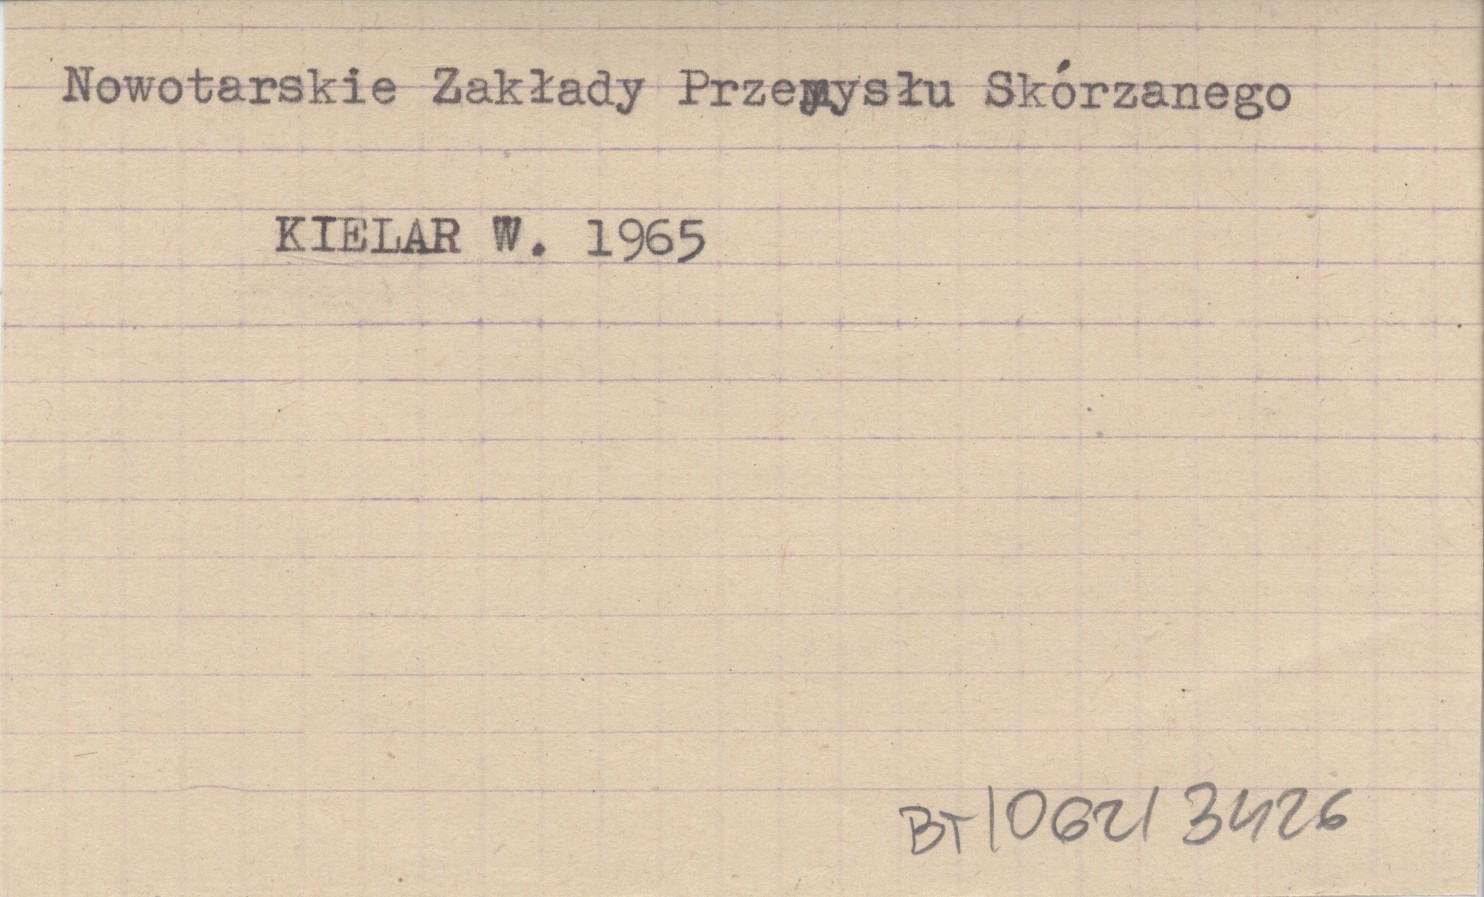 Nowotarskie Zakłady Przemysłu Skórzanego
KIELAR W. 1965
BT/062/3426